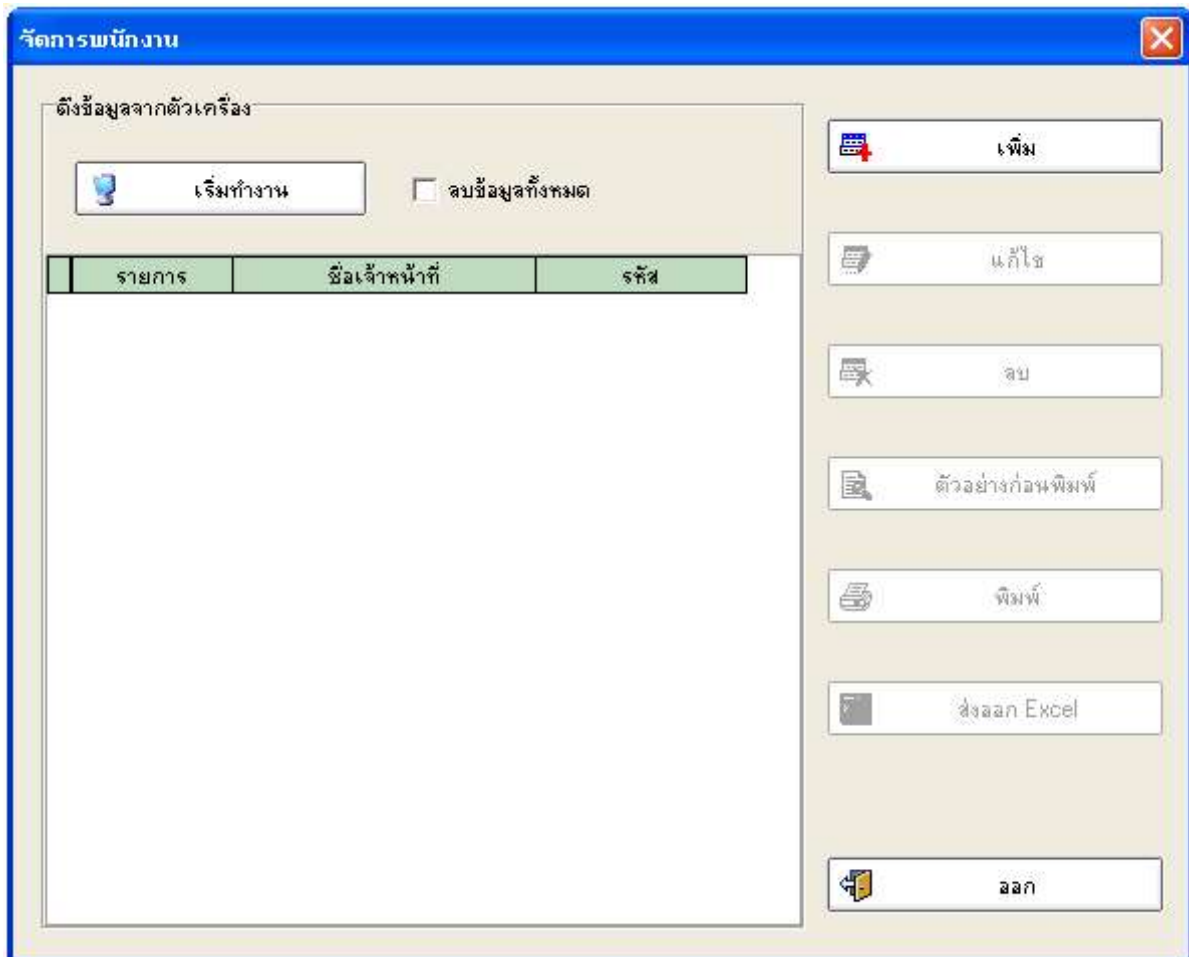 จัดการพนักงาน
ดึงข้อมูลจากตัวเครื่อง
เริ่มทำงาน
ลบข้อมูลทั้งหมด
รายการ ชื่อเจ้าหน้าที่ รหัส
เพิ่ม
แก้ไข
ลบ
ตัวอย่างก่อนพิมพ์
พิมพ์
ส่งออก Excel
ออก